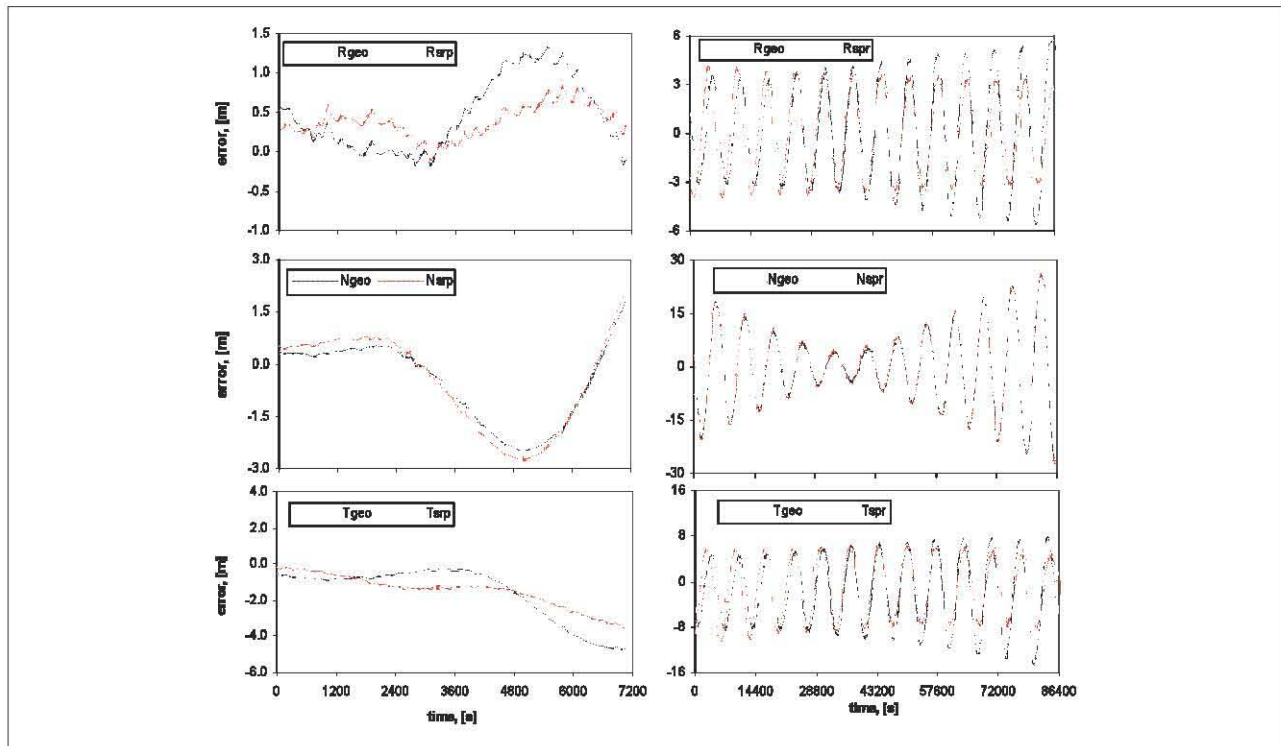 Rgeo Rsrp
1.5
1.0
0.5
0.0
-0.5
-1.0
error, [m]
Rgeo Rspr
6
3
0
-3
-6
Ngeo Nsrp
3.0
1.5
0.0
-1.5
-3.0
error, [m]
Ngeo Nspr
30
15
0
-15
-30
Tgeo Tsrp
4.0
2.0
0.0
-2.0
-4.0
-6.0
error, [m]
0 1200 2400 3600 4800 6000 7200
time, [s]
Tgeo Tspr
16
8
0
-8
-16
0 14400 28800 43200 57600 72000 86400
time, [s]